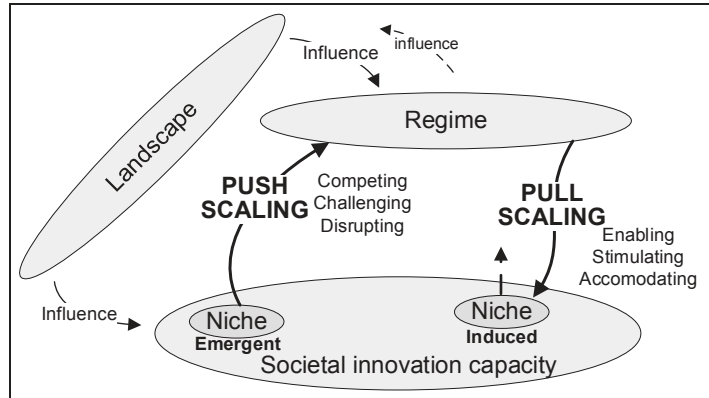 Landscape
Influence
influence
Regime
PUSH
SCALING
Competing
Challenging
Disrupting
PULL
SCALING
Enabling
Stimulating
Accomodating
Influence
Niche
Emergent
Niche
Induced
Societal innovation capacity